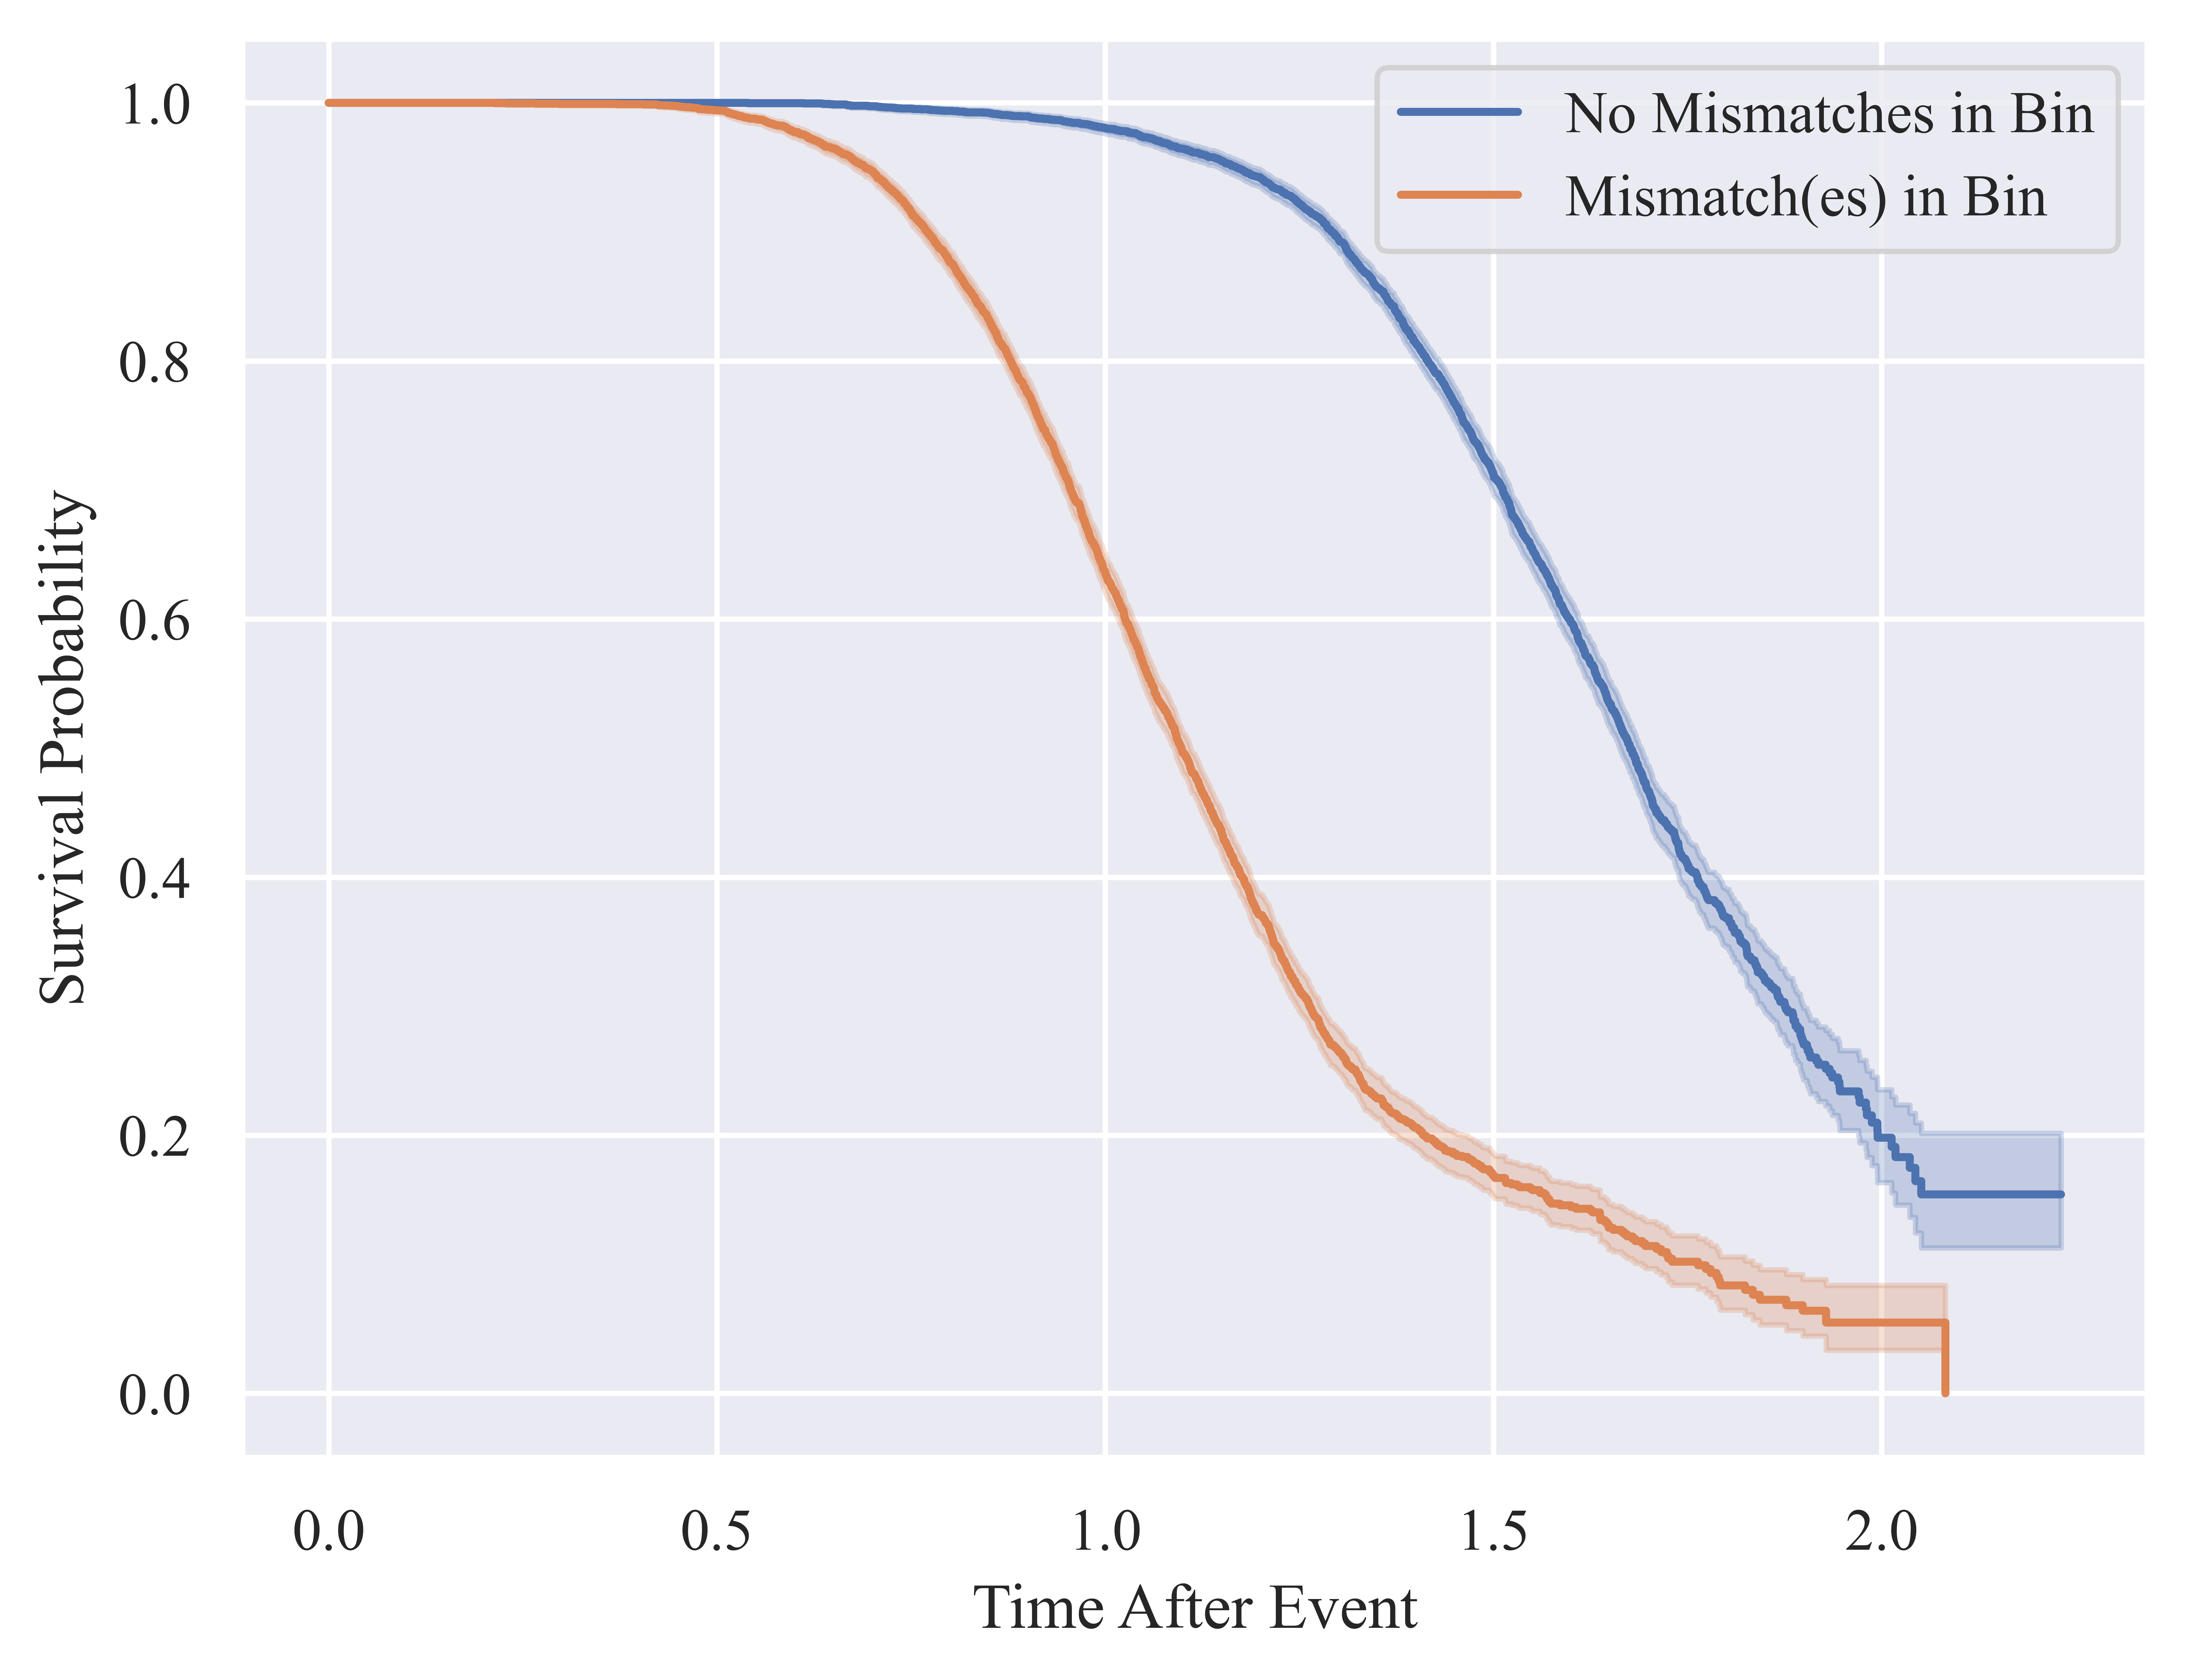 No Mismatches in Bin
Mismatch(es) in Bin
1.0
0.8
0.6
0.4
0.2
0.0
Survival Probability
0.0 0.5 1.0 1.5 2.0
Time After Event